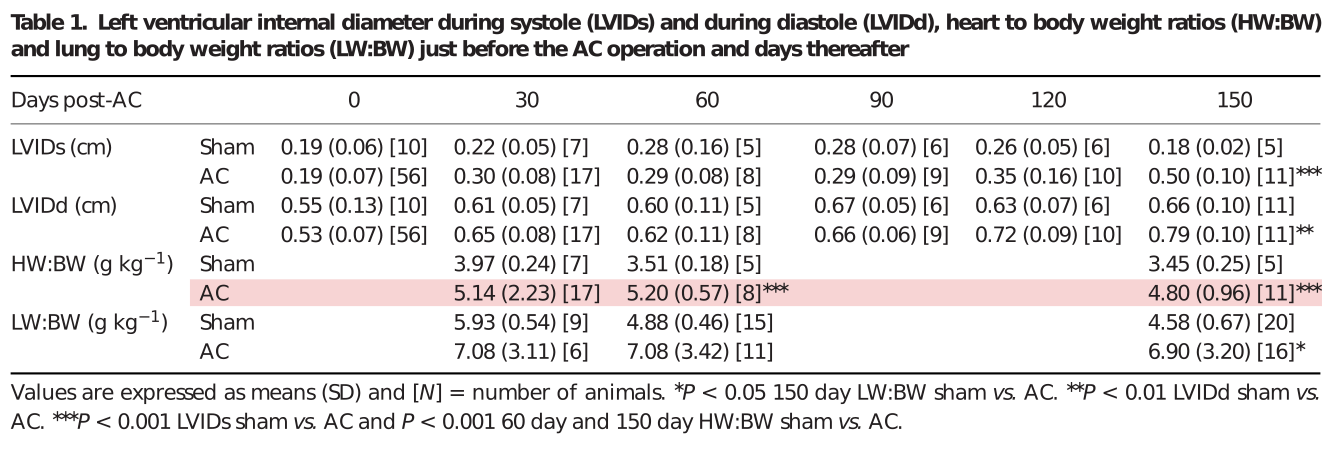 Table 1. Left ventricular internal diameter during systole (LVIDs) and during diastole (LVIDd), heart to body weight ratios (HW:BW)
and lung to body weight ratios (LW:BW) just before the AC operation and days thereafter
Days post-AC 0 30 60 90 120 150
LVIDs (cm) Sham 0.19 (0.06) [10] 0.22 (0.05) [7] 0.28 (0.16) [5] 0.28 (0.07) [6] 0.26 (0.05) [6] 0.18 (0.02) [5]
AC 0.19 (0.07) [56] 0.30 (0.08) [17] 0.29 (0.08) [8] 0.29 (0.09) [9] 0.35 (0.16) [10] 0.50 (0.10) [11]***
LVIDd (cm) Sham 0.55 (0.13) [10] 0.61 (0.05) [7] 0.60 (0.11) [5] 0.67 (0.05) [6] 0.63 (0.07) [6] 0.66 (0.10) [11]
AC 0.53 (0.07) [56] 0.65 (0.08) [17] 0.62 (0.11) [8] 0.66 (0.06) [9] 0.72 (0.09) [10] 0.79 (0.10) [11]**
HW:BW (g kg⁻¹) Sham 3.97 (0.24) [7] 3.51 (0.18) [5] 3.45 (0.25) [5]
AC 5.14 (2.23) [17] 5.20 (0.57) [8]*** 4.80 (0.96) [11]***
LW:BW (g kg⁻¹) Sham 5.93 (0.54) [9] 4.88 (0.46) [15] 4.58 (0.67) [20]
AC 7.08 (3.11) [6] 7.08 (3.42) [11] 6.90 (3.20) [16]*
Values are expressed as means (SD) and [N] = number of animals. *P < 0.05 150 day LW:BW sham vs. AC. **P < 0.01 LVIDd sham vs.
AC. ***P < 0.001 LVIDs sham vs. AC and P < 0.001 60 day and 150 day HW:BW sham vs. AC.